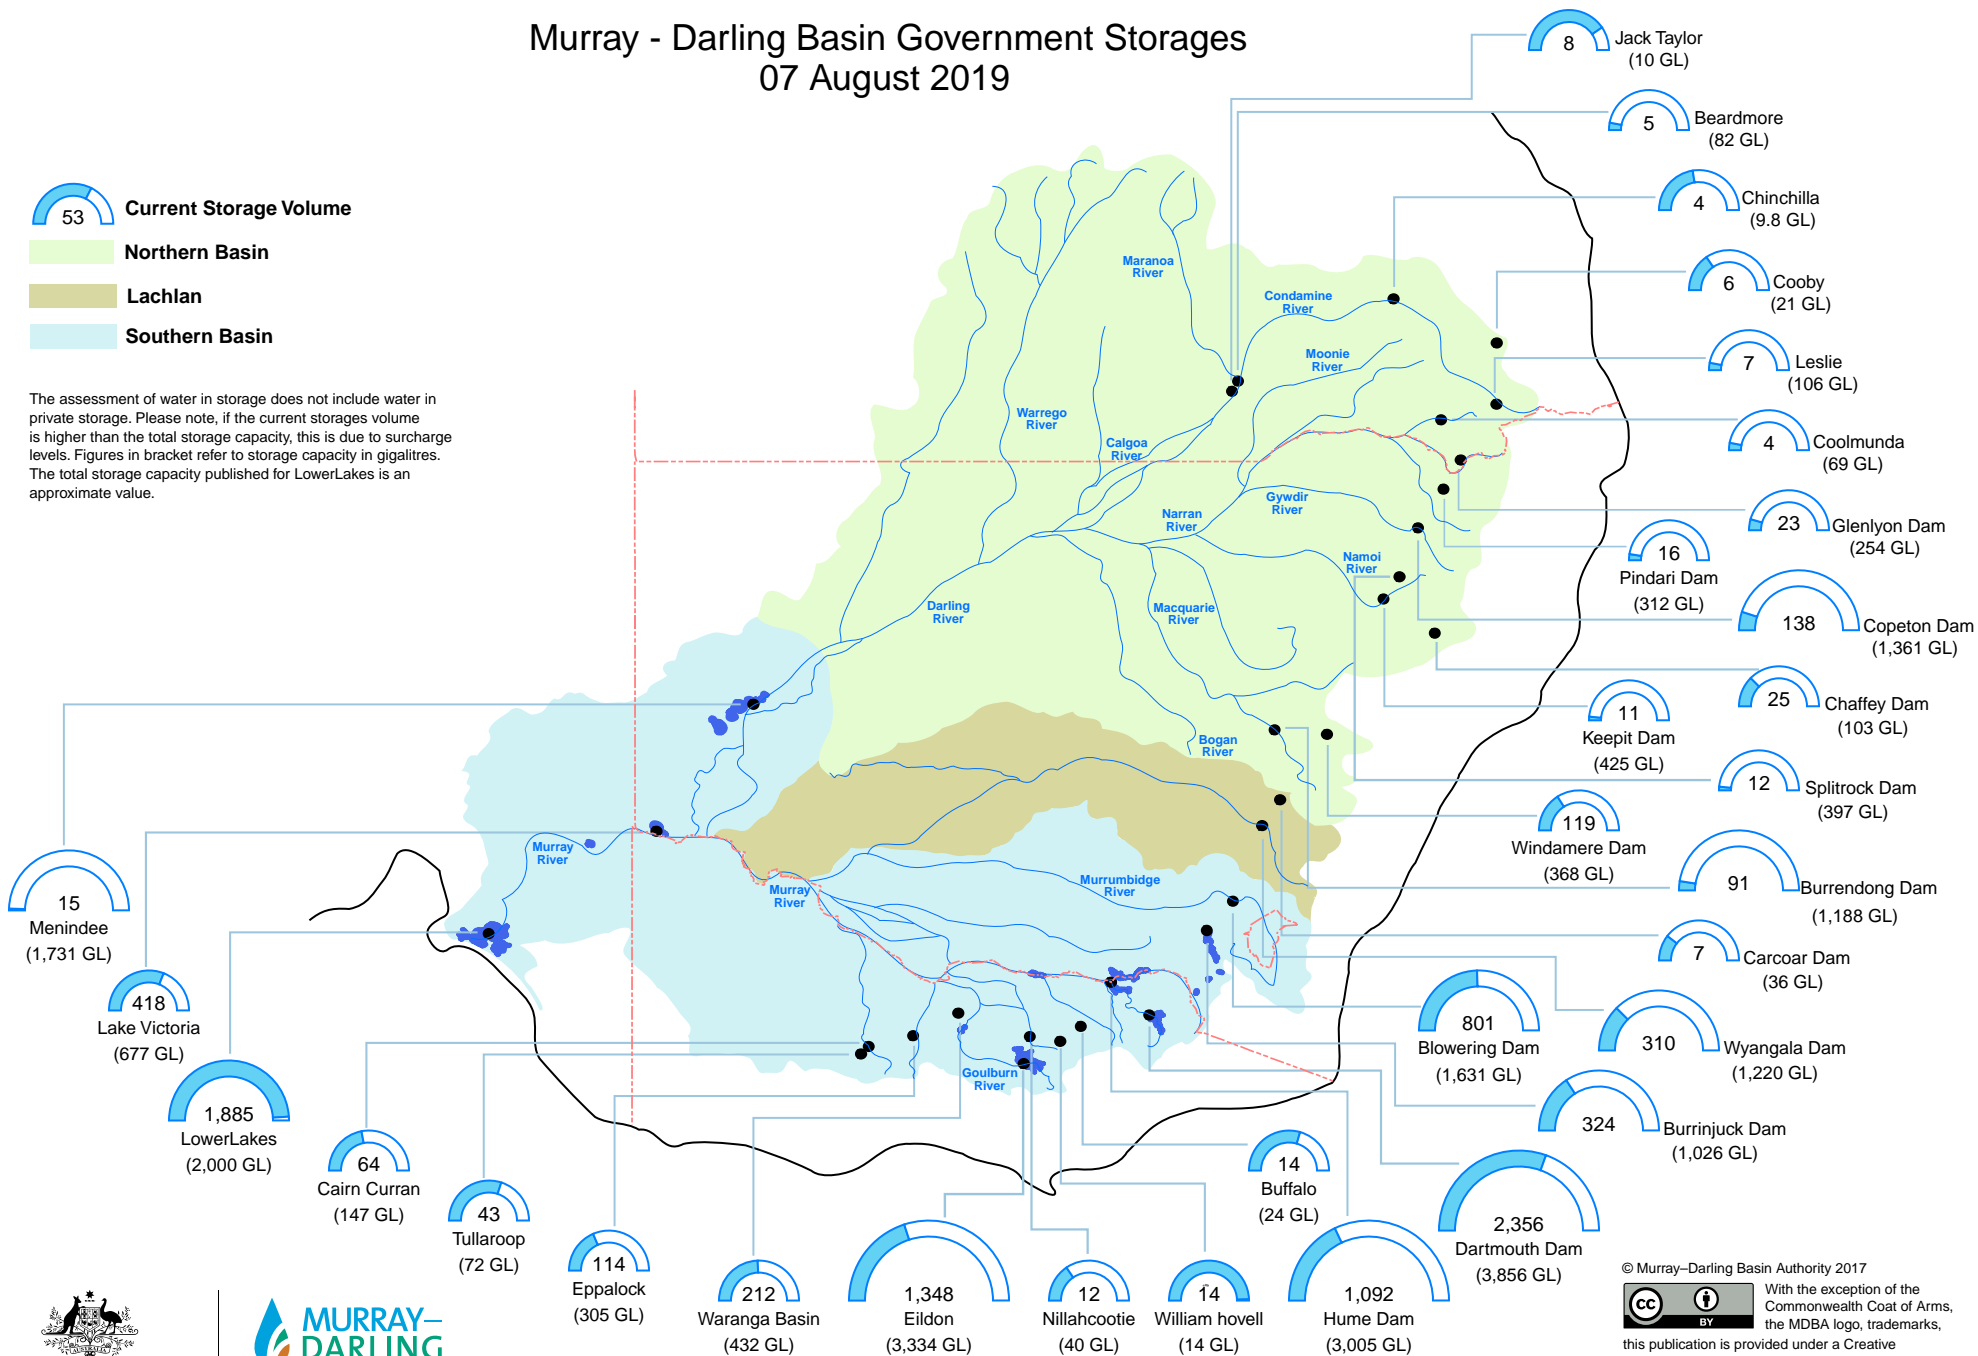 Murray - Darling Basin Government Storages
07 August 2019
53
Current Storage Volume
Northern Basin
Lachlan
Southern Basin
The assessment of water in storage does not include water in
private storage. Please note, if the current storages volume
is higher than the total storage capacity, this is due to surcharge
levels. Figures in bracket refer to storage capacity in gigalitres.
The total storage capacity published for LowerLakes is an
approximate value.
8
Jack Taylor
(10 GL)
5
Beardmore
(82 GL)
4
Chinchilla
(9.8 GL)
6
Cooby
(21 GL)
7
Leslie
(106 GL)
4
Coolmunda
(69 GL)
23
Glenlyon Dam
(254 GL)
16
Pindari Dam
(312 GL)
138
Copeton Dam
(1,361 GL)
25
Chaffey Dam
(103 GL)
11
Keepit Dam
(425 GL)
12
Splitrock Dam
(397 GL)
119
Windamere Dam
(368 GL)
91
Burrendong Dam
(1,188 GL)
7
Carcoar Dam
(36 GL)
801
Blowering Dam
(1,631 GL)
310
Wyangala Dam
(1,220 GL)
324
Burrinjuck Dam
(1,026 GL)
2,356
Dartmouth Dam
(3,856 GL)
Maranoa
River
Condamine
River
Moonie
River
Warrego
River
Calgoa
River
Gywdir
River
Narran
River
Namoi
River
Darling
River
Macquarie
River
Bogan
River
Murray
River
Murray
River
Murrumbidge
River
Goulburn
River
15
Menindee
(1,731 GL)
418
Lake Victoria
(677 GL)
1,885
LowerLakes
(2,000 GL)
64
Cairn Curran
(147 GL)
43
Tullaroop
(72 GL)
114
Eppalock
(305 GL)
212
Waranga Basin
(432 GL)
1,348
Eildon
(3,334 GL)
12
Nillahcootie
(40 GL)
14
William hovell
(14 GL)
14
Buffalo
(24 GL)
1,092
Hume Dam
(3,005 GL)
AUSTRALIA
MURRAY–
DARLING
© Murray–Darling Basin Authority 2017
cc
BY
With the exception of the
Commonwealth Coat of Arms,
the MDBA logo, trademarks,
this publication is provided under a Creative